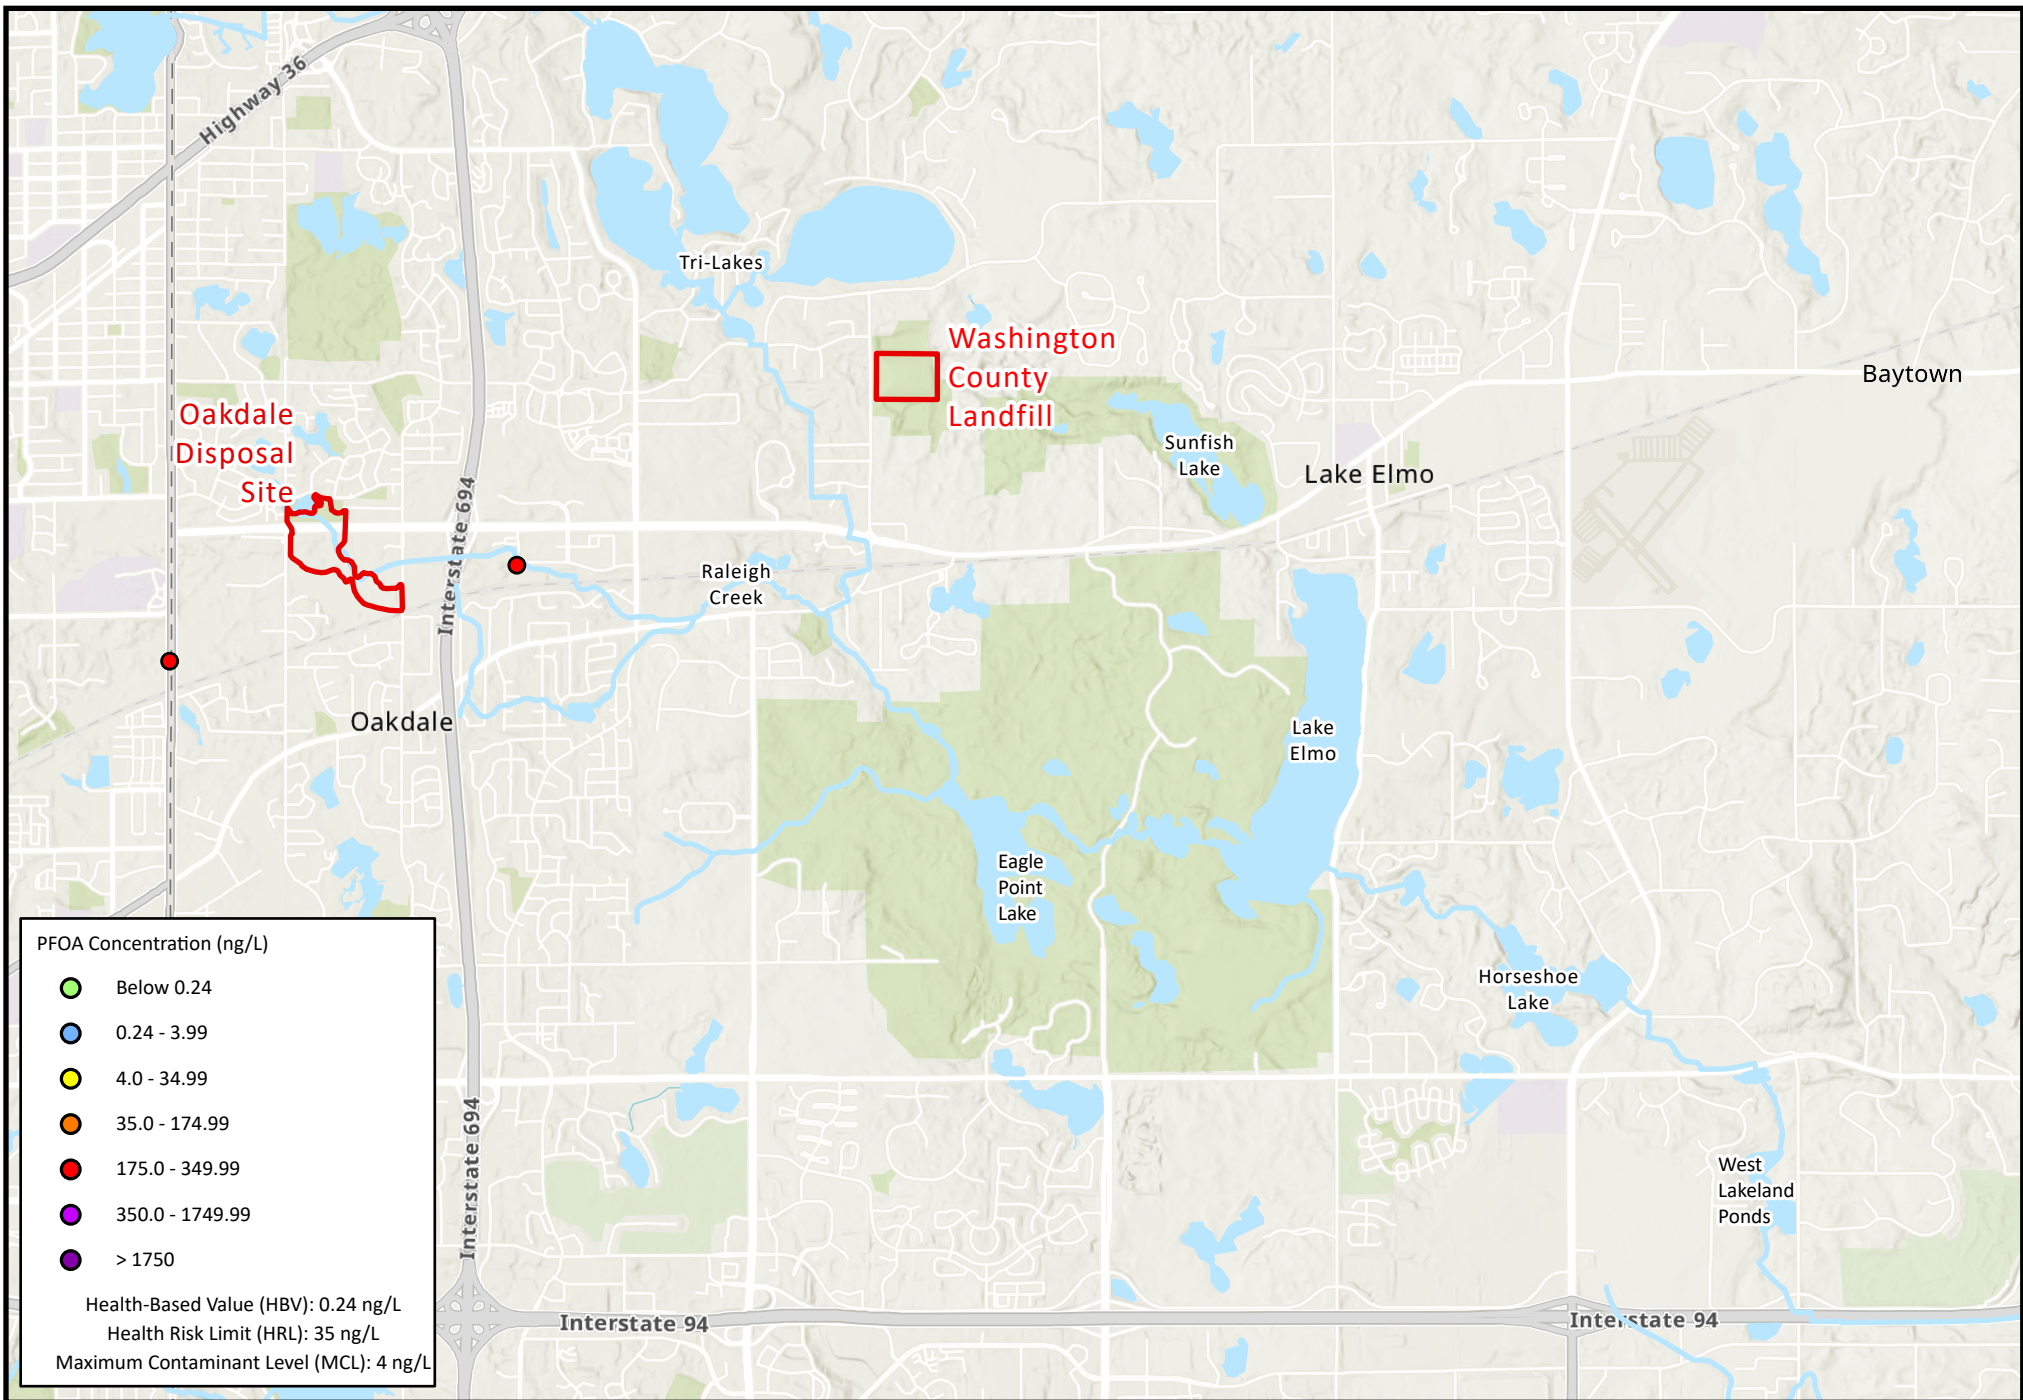 Highway 36
Tri-Lakes
Washington
County
Landfill
Baytown
Oakdale
Disposal
Site
Sunfish
Lake
Lake Elmo
Interstate 694
Raleigh
Creek
Oakdale
Lake
Elmo
Eagle
Point
Lake
Horseshoe
Lake
West
Lakeland
Ponds
Interstate 694
Interstate 94
Interstate 94
PFOA Concentration (ng/L)
Below 0.24
0.24 - 3.99
4.0 - 34.99
35.0 - 174.99
175.0 - 349.99
350.0 - 1749.99
> 1750
Health-Based Value (HBV): 0.24 ng/L
Health Risk Limit (HRL): 35 ng/L
Maximum Contaminant Level (MCL): 4 ng/L